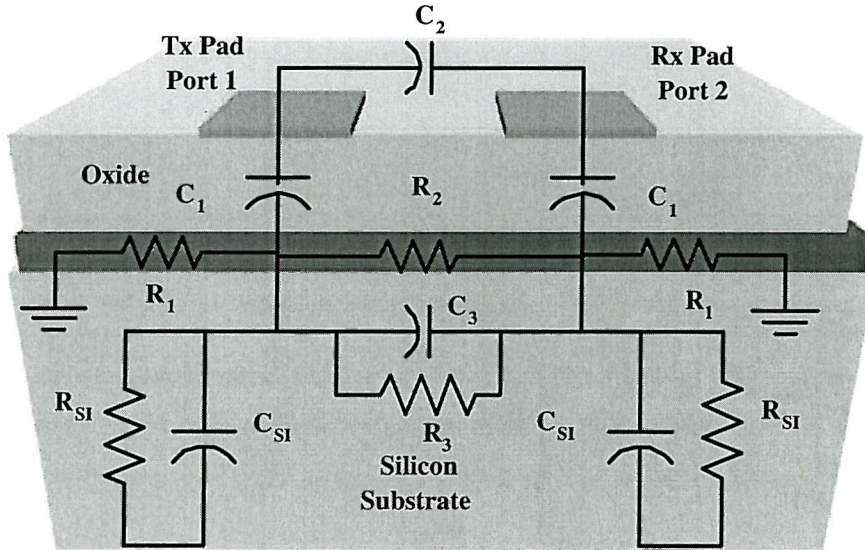 C2
Tx Pad
Port 1
Rx Pad
Port 2
Oxide
C1
R2
C1
R1
R1
C3
RSI
CSI
R3
CSI
RSI
Silicon
Substrate